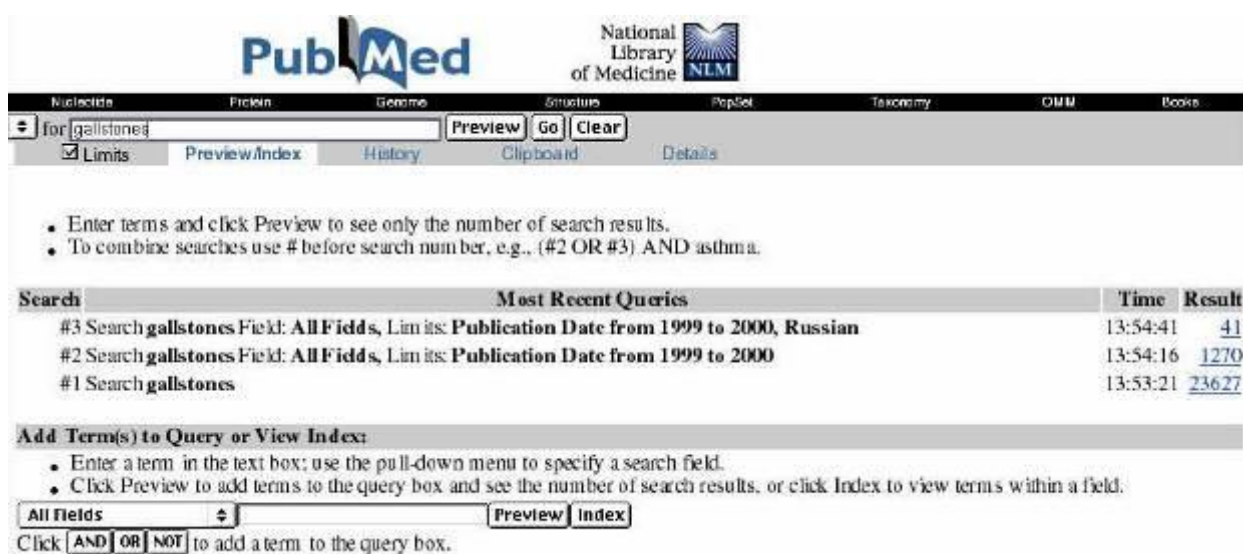 PubMed
National
Library
of Medicine NLM
Nucleotide Protein Genome Structure PopSet Taxonomy OMIM Books
for gallstones Preview Go Clear
Limits Preview/Index History Clipboard Details
• Enter terms and click Preview to see only the number of search results.
• To combine searches use # before search number, e.g., (#2 OR #3) AND asthma.
Search Most Recent Queries Time Result
#3 Search gallstones Field: All Fields, Limits: Publication Date from 1999 to 2000, Russian 13:54:41 41
#2 Search gallstones Field: All Fields, Limits: Publication Date from 1999 to 2000 13:54:16 1270
#1 Search gallstones 13:53:21 23627
Add Term(s) to Query or View Index:
• Enter a term in the text box; use the pull-down menu to specify a search field.
• Click Preview to add terms to the query box and see the number of search results, or click Index to view terms within a field.
All Fields Preview Index
Click AND OR NOT to add a term to the query box.